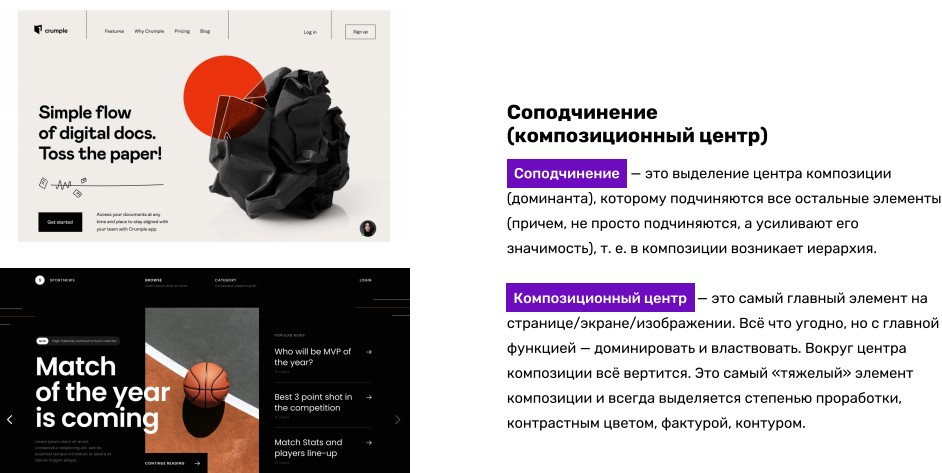 crumple
Features Why Crumple Pricing Blog
Log in
Sign up
Simple flow
of digital docs.
Toss the paper!
Get started
Access your documents at any
time end place to stay aligned with
your team with Crumple app.
SPORTNEWS
BROWSE
CATEGORY
LOGIN
POPULAR NEWS
Match
of the year
is coming
CONTINUE READING
Who will be MVP of
the year?
Best 3 point shot in
the competition
Match Stats and
players line-up
Соподчинение
(композиционный центр)
Соподчинение — это выделение центра композиции
(доминанта), которому подчиняются все остальные элементы
(причем, не просто подчиняются, а усиливают его
значимость), т. е. в композиции возникает иерархия.
Композиционный центр — это самый главный элемент на
странице/экране/изображении. Всё что угодно, но с главной
функцией — доминировать и властвовать. Вокруг центра
композиции всё вертится. Это самый «тяжелый» элемент
композиции и всегда выделяется степенью проработки,
контрастным цветом, фактурой, контуром.